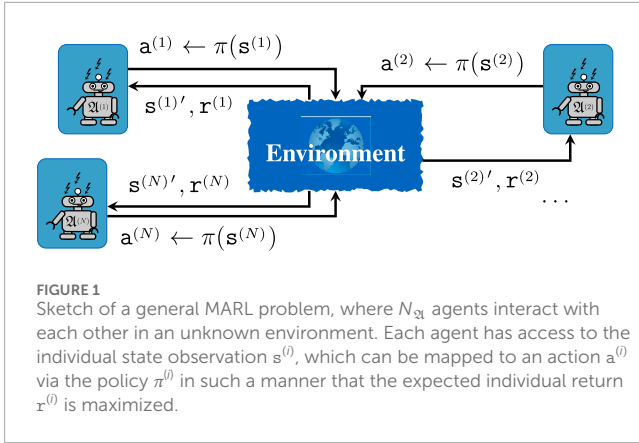 a⁽¹⁾ ← π(s⁽¹⁾)
a⁽²⁾ ← π(s⁽²⁾)
𝔄⁽¹⁾
𝔄⁽²⁾
s⁽¹⁾′, r⁽¹⁾
Environment
s⁽ᴺ⁾′, r⁽ᴺ⁾
s⁽²⁾′, r⁽²⁾
...
𝔄⁽ᴺ⁾
a⁽ᴺ⁾ ← π(s⁽ᴺ⁾)
FIGURE 1
Sketch of a general MARL problem, where N_𝔄 agents interact with
each other in an unknown environment. Each agent has access to the
individual state observation s⁽ⁱ⁾, which can be mapped to an action a⁽ⁱ⁾
via the policy π⁽ⁱ⁾ in such a manner that the expected individual return
r⁽ⁱ⁾ is maximized.